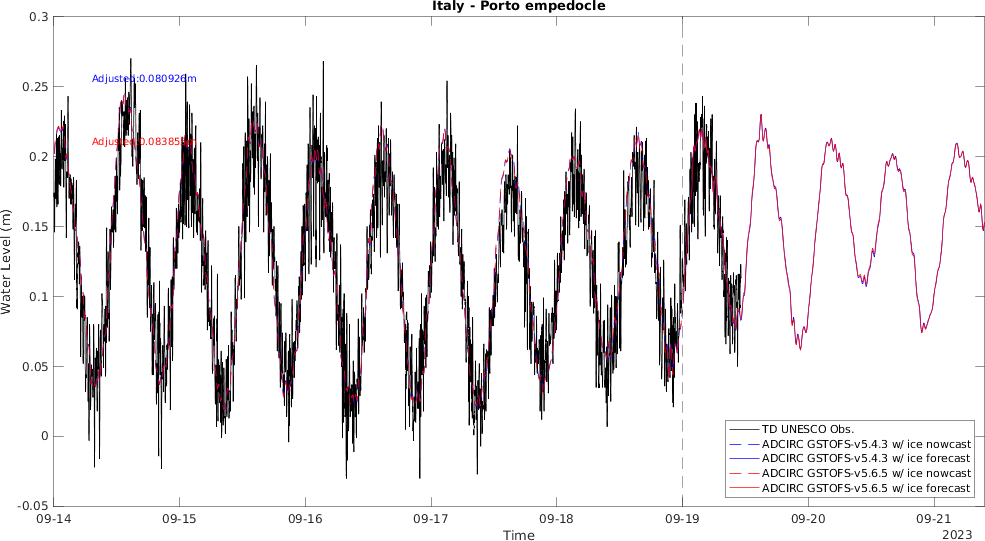 Italy - Porto empedocle
0.3
0.25
0.2
0.15
0.1
0.05
0
-0.05
Water Level (m)
Adjusted:0.080926m
09-14
09-15
09-16
09-17
09-18
09-19
09-20
09-21
Time
2023
TD UNESCO Obs.
ADCIRC GSTOFS-v5.4.3 w/ ice nowcast
ADCIRC GSTOFS-v5.4.3 w/ ice forecast
ADCIRC GSTOFS-v5.6.5 w/ ice nowcast
ADCIRC GSTOFS-v5.6.5 w/ ice forecast